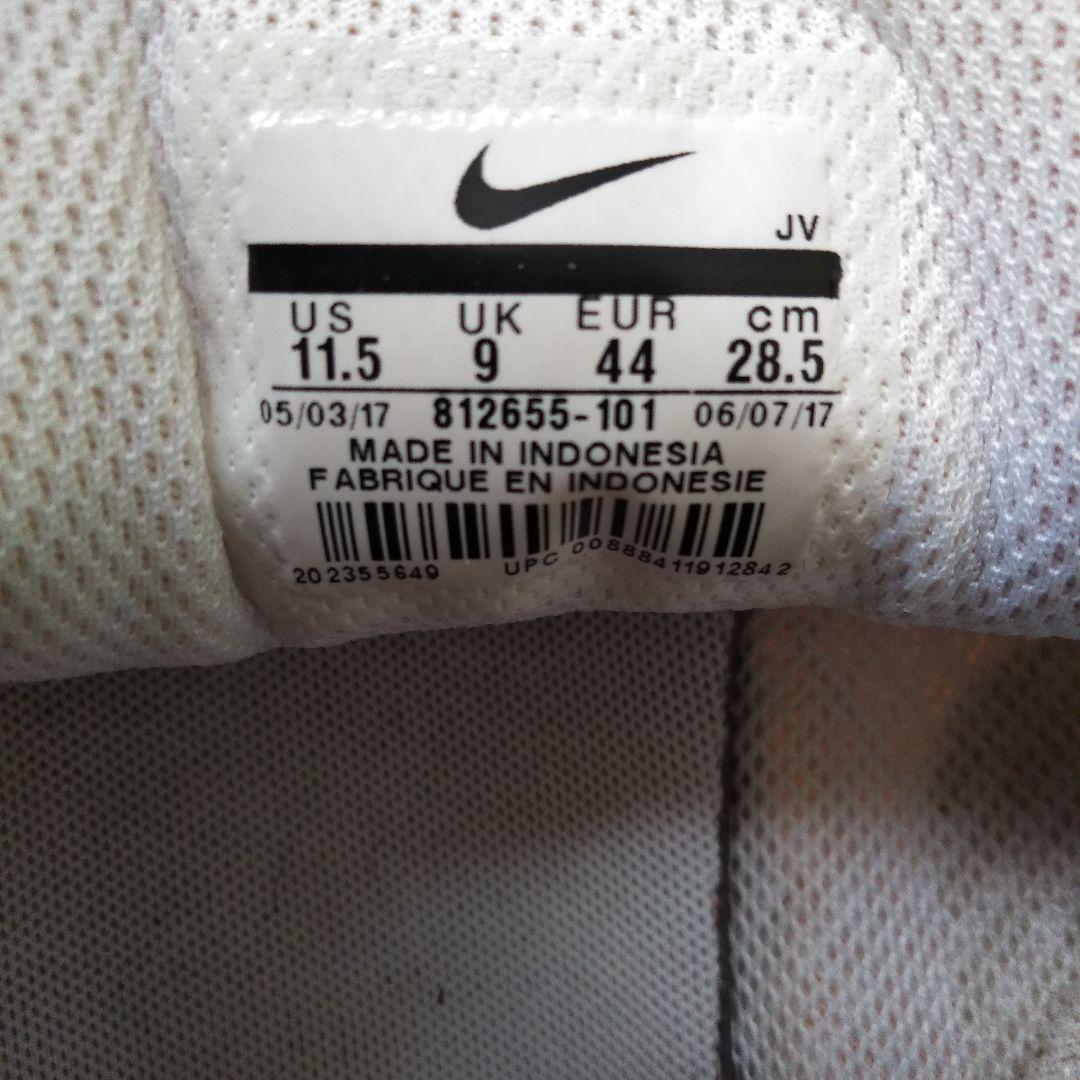 JV
US UK EUR cm
11.5 9 44 28.5
05/03/17 812655-101 06/07/17
MADE IN INDONESIA
FABRIQUE EN INDONESIE
202355649 UPC 00888411912842